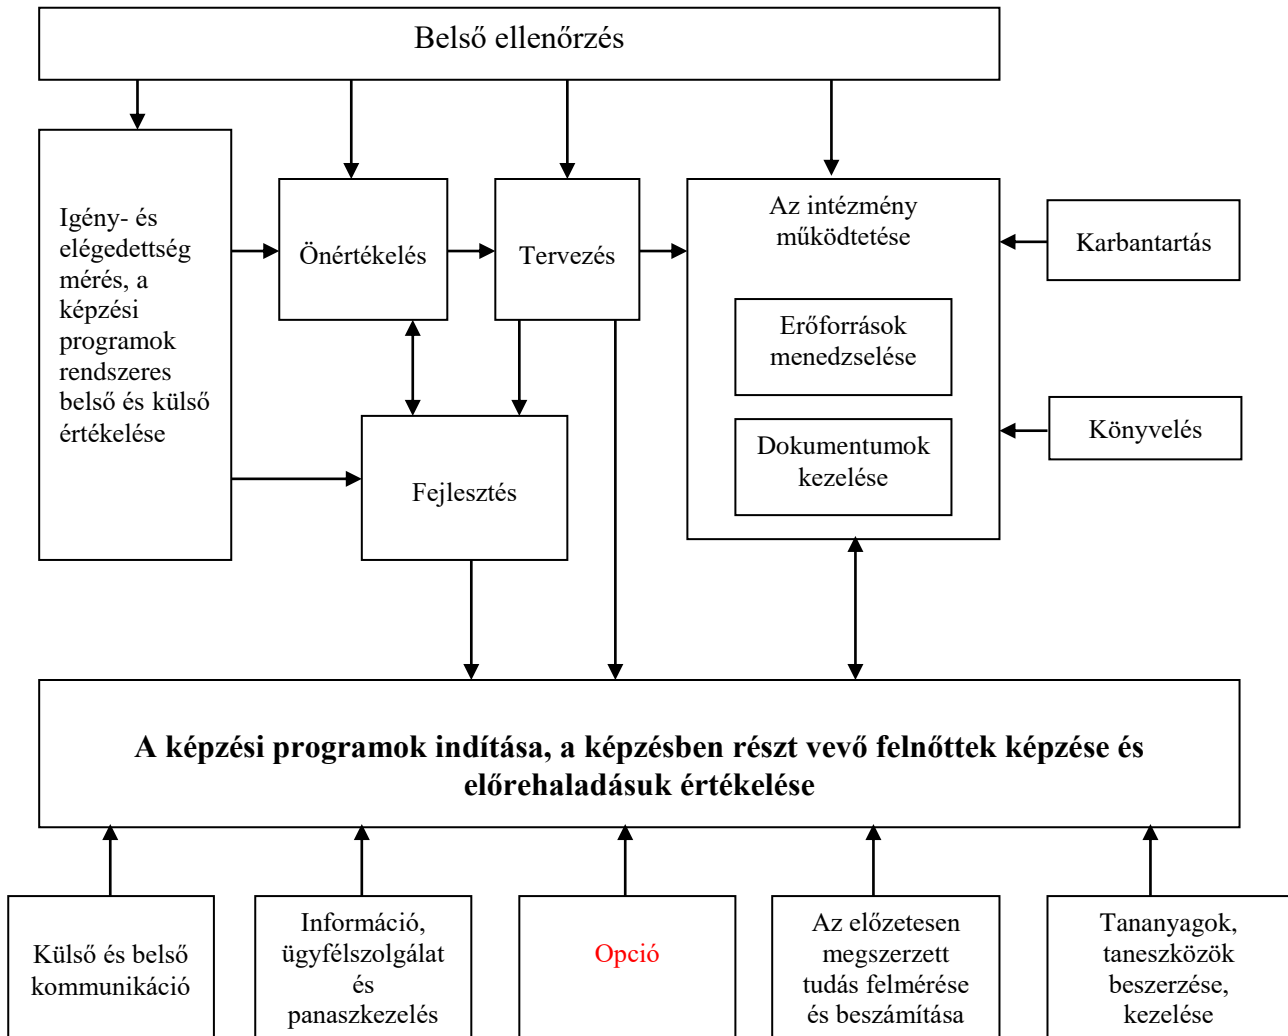 Belső ellenőrzés
Igény- és
elégedettség
mérés, a
képzési
programok
rendszeres
belső és külső
értékelése
Önértékelés
Tervezés
Az intézmény
működtetése
Erőforrások
menedzselése
Dokumentumok
kezelése
Karbantartás
Könyvelés
Fejlesztés
A képzési programok indítása, a képzésben részt vevő felnőttek képzése és
előrehaladásuk értékelése
Külső és belső
kommunikáció
Információ,
ügyfélszolgálat
és
panaszkezelés
Opció
Az előzetesen
megszerzett
tudás felmérése
és beszámítása
Tananyagok,
taneszközök
beszerzése,
kezelése